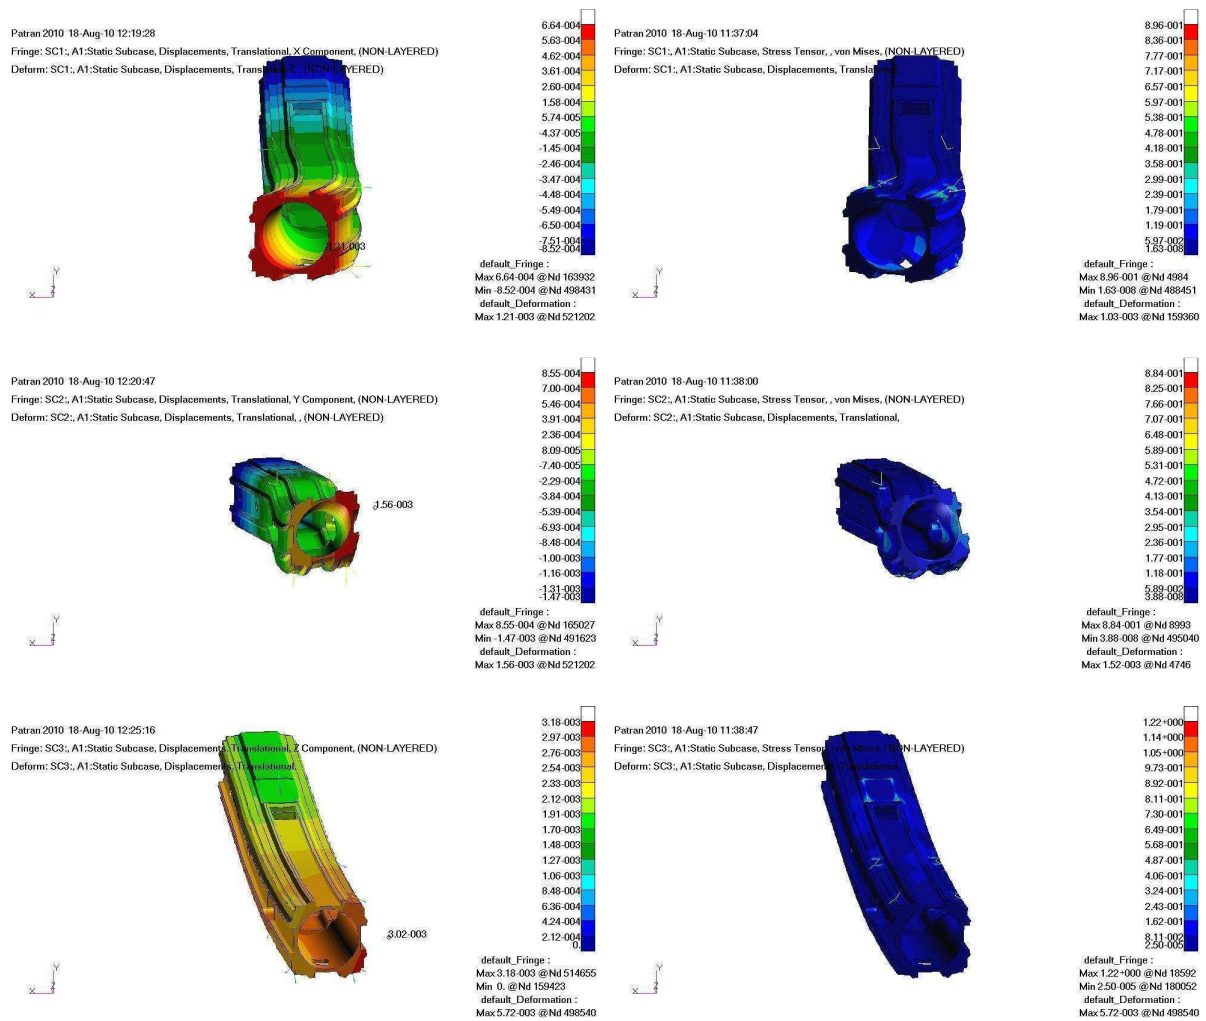 Patran 2010 18-Aug-10 12:19:28
Fringe: SC1:, A1:Static Subcase, Displacements, Translational, X Component, (NON-LAYERED)
Deform: SC1:, A1:Static Subcase, Displacements, Translational, , (NON-LAYERED)
6.64-004
5.63-004
4.62-004
3.61-004
2.60-004
1.58-004
5.74-005
-4.37-005
-1.45-004
-2.46-004
-3.47-004
-4.48-004
-5.49-004
-6.50-004
-7.51-004
-8.52-004
1.21-003
Y
X Z
default_Fringe :
Max 6.64-004 @Nd 163932
Min -8.52-004 @Nd 498431
default_Deformation :
Max 1.21-003 @Nd 521202
Patran 2010 18-Aug-10 11:37:04
Fringe: SC1:, A1:Static Subcase, Stress Tensor, , von Mises, (NON-LAYERED)
Deform: SC1:, A1:Static Subcase, Displacements, Translational,
8.96-001
8.36-001
7.77-001
7.17-001
6.57-001
5.97-001
5.38-001
4.78-001
4.18-001
3.58-001
2.99-001
2.39-001
1.79-001
1.19-001
5.97-002
1.63-008
Y
X Z
default_Fringe :
Max 8.96-001 @Nd 4984
Min 1.63-008 @Nd 488451
default_Deformation :
Max 1.03-003 @Nd 159360
Patran 2010 18-Aug-10 12:20:47
Fringe: SC2:, A1:Static Subcase, Displacements, Translational, Y Component, (NON-LAYERED)
Deform: SC2:, A1:Static Subcase, Displacements, Translational, , (NON-LAYERED)
8.55-004
7.00-004
5.46-004
3.91-004
2.36-004
8.09-005
-7.40-005
-2.29-004
-3.84-004
-5.39-004
-6.93-004
-8.48-004
-1.00-003
-1.16-003
-1.31-003
-1.47-003
1.56-003
Y
X Z
default_Fringe :
Max 8.55-004 @Nd 165027
Min -1.47-003 @Nd 491623
default_Deformation :
Max 1.56-003 @Nd 521202
Patran 2010 18-Aug-10 11:38:00
Fringe: SC2:, A1:Static Subcase, Stress Tensor, , von Mises, (NON-LAYERED)
Deform: SC2:, A1:Static Subcase, Displacements, Translational,
8.84-001
8.25-001
7.66-001
7.07-001
6.48-001
5.89-001
5.31-001
4.72-001
4.13-001
3.54-001
2.95-001
2.36-001
1.77-001
1.18-001
5.89-002
3.88-008
Y
X Z
default_Fringe :
Max 8.84-001 @Nd 8993
Min 3.88-008 @Nd 495040
default_Deformation :
Max 1.52-003 @Nd 4746
Patran 2010 18-Aug-10 12:25:16
Fringe: SC3:, A1:Static Subcase, Displacements, Translational, Z Component, (NON-LAYERED)
Deform: SC3:, A1:Static Subcase, Displacements, Translational,
3.18-003
2.97-003
2.76-003
2.54-003
2.33-003
2.12-003
1.91-003
1.70-003
1.48-003
1.27-003
1.06-003
8.48-004
6.36-004
4.24-004
2.12-004
0.
3.02-003
Y
X Z
default_Fringe :
Max 3.18-003 @Nd 514655
Min 0. @Nd 159423
default_Deformation :
Max 5.72-003 @Nd 498540
Patran 2010 18-Aug-10 11:38:47
Fringe: SC3:, A1:Static Subcase, Stress Tensor, , von Mises, (NON-LAYERED)
Deform: SC3:, A1:Static Subcase, Displacements, Translational,
1.22+000
1.14+000
1.05+000
9.73-001
8.92-001
8.11-001
7.30-001
6.49-001
5.68-001
4.87-001
4.06-001
3.24-001
2.43-001
1.62-001
8.11-002
2.50-005
Y
X Z
default_Fringe :
Max 1.22+000 @Nd 18592
Min 2.50-005 @Nd 180052
default_Deformation :
Max 5.72-003 @Nd 498540